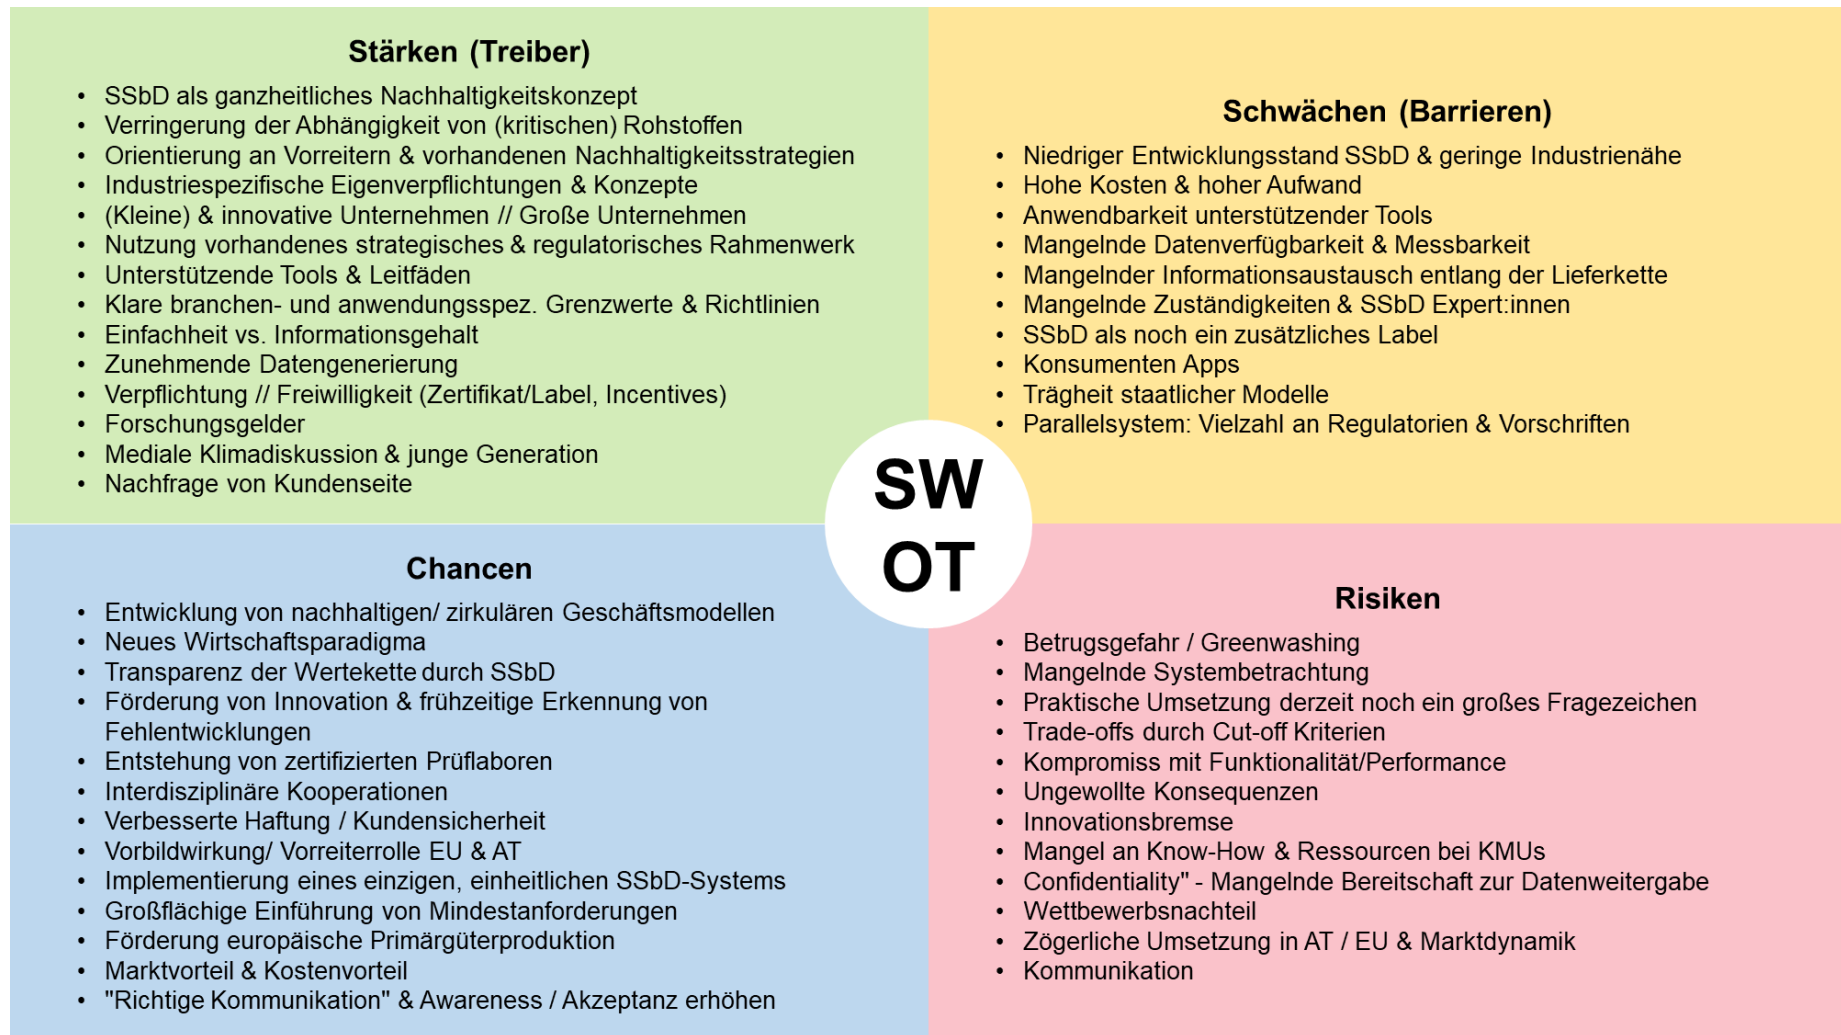 Stärken (Treiber)
• SSbD als ganzheitliches Nachhaltigkeitskonzept
• Verringerung der Abhängigkeit von (kritischen) Rohstoffen
• Orientierung an Vorreitern & vorhandenen Nachhaltigkeitsstrategien
• Industriespezifische Eigenverpflichtungen & Konzepte
• (Kleine) & innovative Unternehmen // Große Unternehmen
• Nutzung vorhandenes strategisches & regulatorisches Rahmenwerk
• Unterstützende Tools & Leitfäden
• Klare branchen- und anwendungsspez. Grenzwerte & Richtlinien
• Einfachheit vs. Informationsgehalt
• Zunehmende Datengenerierung
• Verpflichtung // Freiwilligkeit (Zertifikat/Label, Incentives)
• Forschungsgelder
• Mediale Klimadiskussion & junge Generation
• Nachfrage von Kundenseite
Schwächen (Barrieren)
• Niedriger Entwicklungsstand SSbD & geringe Industrienähe
• Hohe Kosten & hoher Aufwand
• Anwendbarkeit unterstützender Tools
• Mangelnde Datenverfügbarkeit & Messbarkeit
• Mangelnder Informationsaustausch entlang der Lieferkette
• Mangelnde Zuständigkeiten & SSbD Expert:innen
• SSbD als noch ein zusätzliches Label
• Konsumenten Apps
• Trägheit staatlicher Modelle
• Parallelsystem: Vielzahl an Regulatorien & Vorschriften
SW
OT
Chancen
• Entwicklung von nachhaltigen/ zirkulären Geschäftsmodellen
• Neues Wirtschaftsparadigma
• Transparenz der Wertekette durch SSbD
• Förderung von Innovation & frühzeitige Erkennung von
Fehlentwicklungen
• Entstehung von zertifizierten Prüflaboren
• Interdisziplinäre Kooperationen
• Verbesserte Haftung / Kundensicherheit
• Vorbildwirkung/ Vorreiterrolle EU & AT
• Implementierung eines einzigen, einheitlichen SSbD-Systems
• Großflächige Einführung von Mindestanforderungen
• Förderung europäische Primärgüterproduktion
• Marktvorteil & Kostenvorteil
• "Richtige Kommunikation" & Awareness / Akzeptanz erhöhen
Risiken
• Betrugsgefahr / Greenwashing
• Mangelnde Systembetrachtung
• Praktische Umsetzung derzeit noch ein großes Fragezeichen
• Trade-offs durch Cut-off Kriterien
• Kompromiss mit Funktionalität/Performance
• Ungewollte Konsequenzen
• Innovationsbremse
• Mangel an Know-How & Ressourcen bei KMUs
• Confidentiality" - Mangelnde Bereitschaft zur Datenweitergabe
• Wettbewerbsnachteil
• Zögerliche Umsetzung in AT / EU & Marktdynamik
• Kommunikation